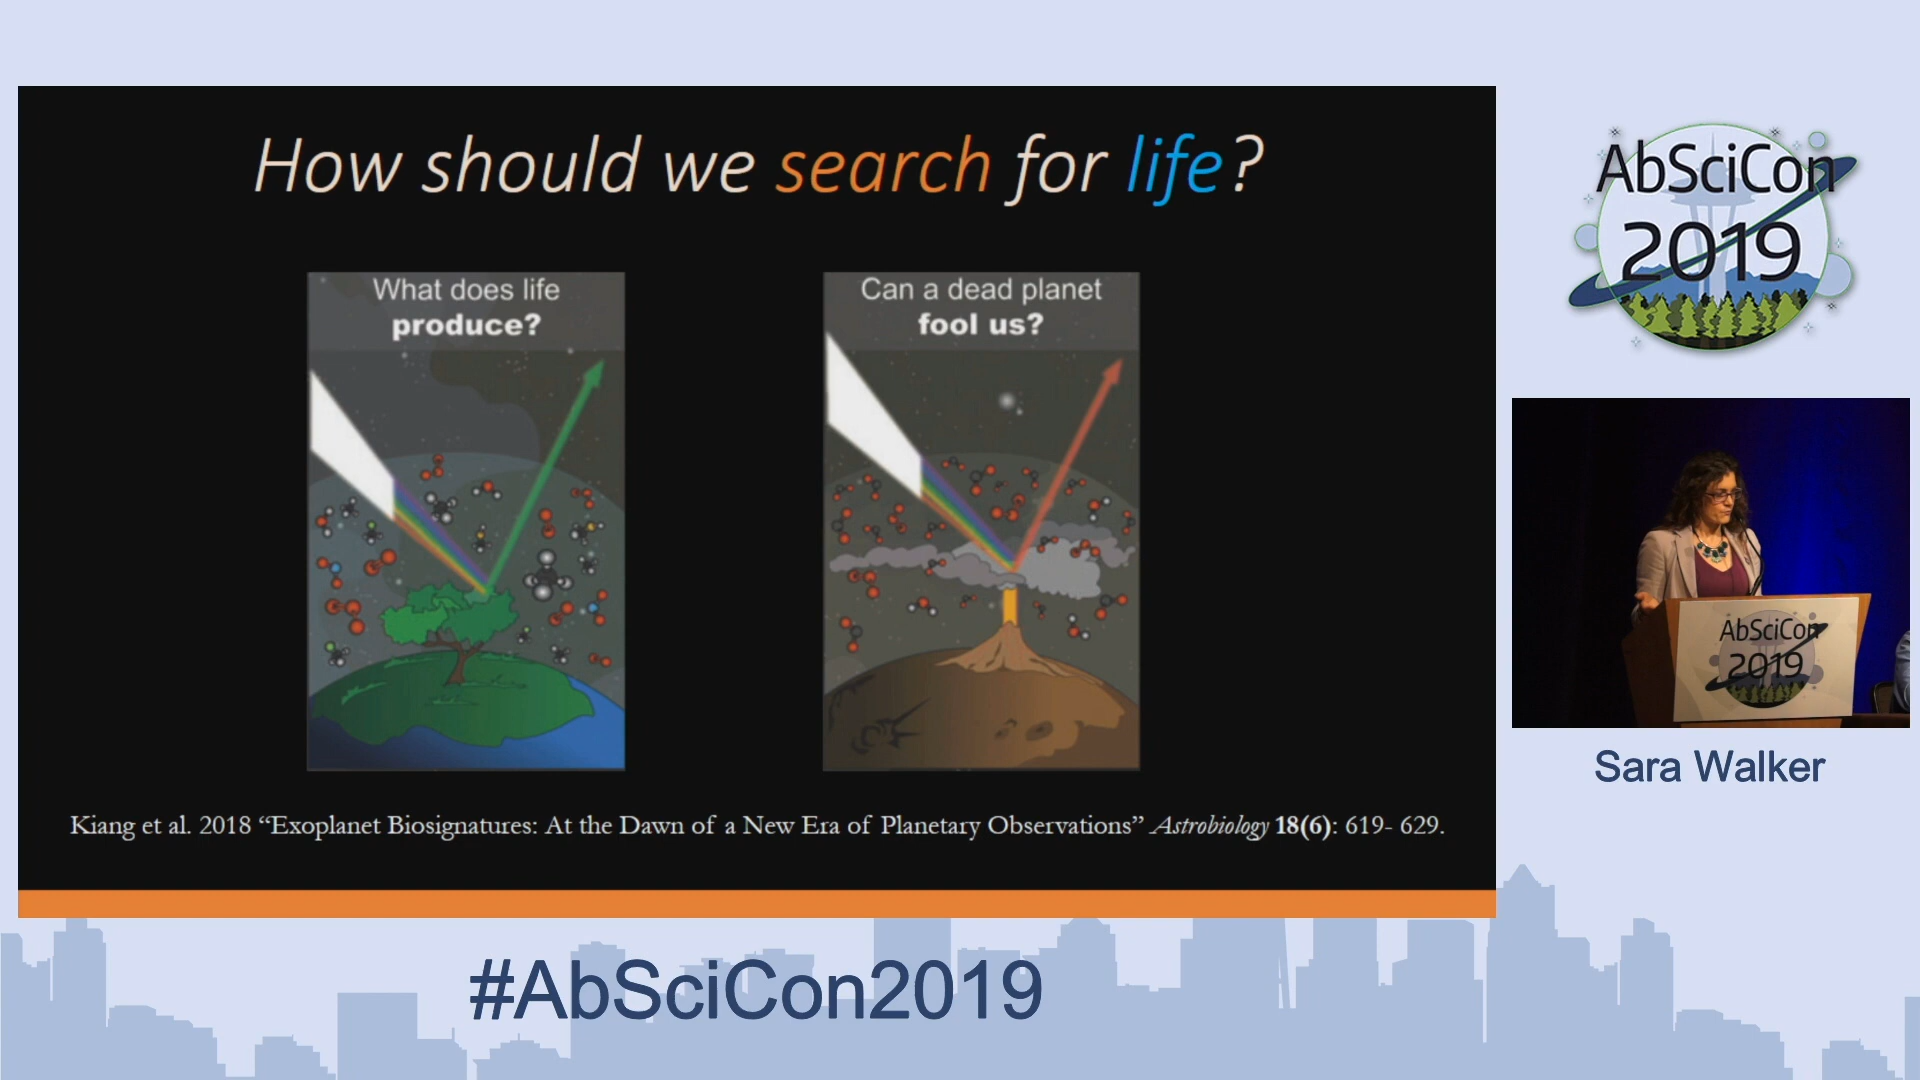 How should we search for life?
What does life
produce?
Can a dead planet
fool us?
Kiang et al. 2018 “Exoplanet Biosignatures: At the Dawn of a New Era of Planetary Observations” Astrobiology 18(6): 619- 629.
AbSciCon
2019
AbSciCon
2019
Sara Walker
#AbSciCon2019